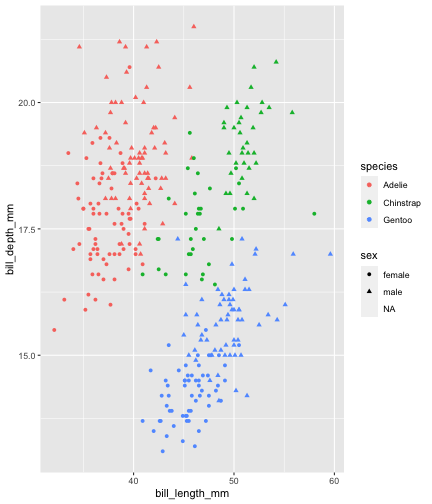 20.0
17.5
15.0
bill_depth_mm
40
50
60
bill_length_mm
species
Adelie
Chinstrap
Gentoo
sex
female
male
NA